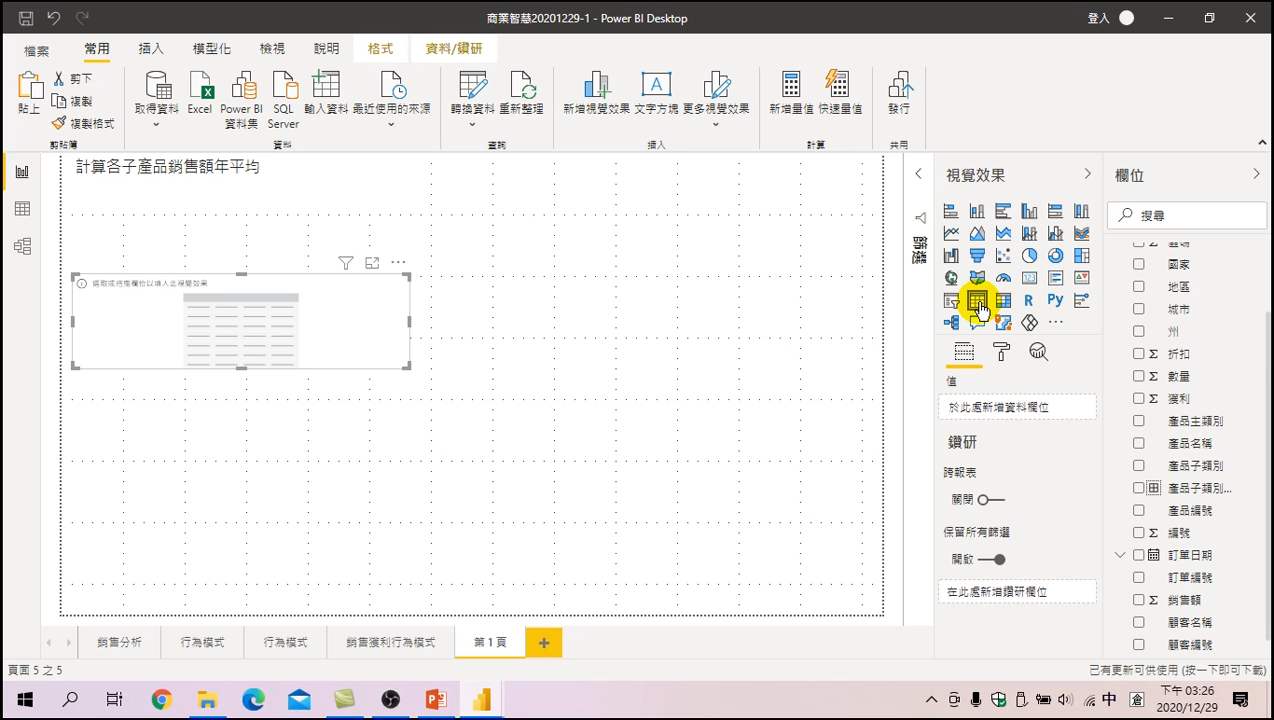 商業智慧20201229-1 - Power BI Desktop
登入
檔案
常用
插入
模型化
檢視
說明
格式
資料/鑽研
貼上
剪下
複製
複製格式
剪貼簿
取得資料
Excel
Power BI
資料集
SQL
Server
輸入資料
最近使用的來源
資料
轉換資料
重新整理
查詢
新增視覺效果
文字方塊
更多視覺效果
插入
新增量值
快速量值
計算
發行
共用
計算各子產品銷售額年平均
選取或拖曳欄位以填入此視覺效果
篩選
視覺效果
R
Py
值
於此處新增資料欄位
鑽研
跨報表
關閉
保留所有篩選
開啟
在此處新增鑽研欄位
欄位
搜尋
國家
地區
城市
州
折扣
數量
獲利
產品主類別
產品名稱
產品子類別
產品子類別...
產品編號
編號
訂單日期
訂單編號
銷售額
顧客名稱
顧客編號
銷售分析
行為模式
行為模式
銷售獲利行為模式
第 1 頁
頁面 5 之 5
已有更新可供使用 (按一下即可下載)
中
倉
下午 03:26
2020/12/29